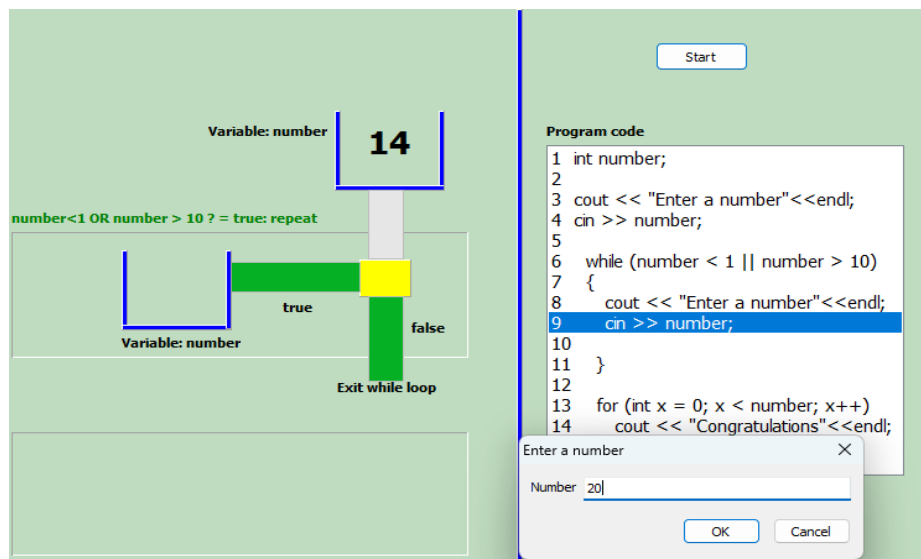 Start
Variable: number
14
number<1 OR number > 10 ? = true: repeat
true
false
Variable: number
Exit while loop
Program code
1 int number;
2
3 cout << "Enter a number"<<endl;
4 cin >> number;
5
6 while (number < 1 || number > 10)
7 {
8 cout << "Enter a number"<<endl;
9 cin >> number;
10
11 }
12
13 for (int x = 0; x < number; x++)
14 cout << "Congratulations"<<endl;
Enter a number
Number 20
OK Cancel